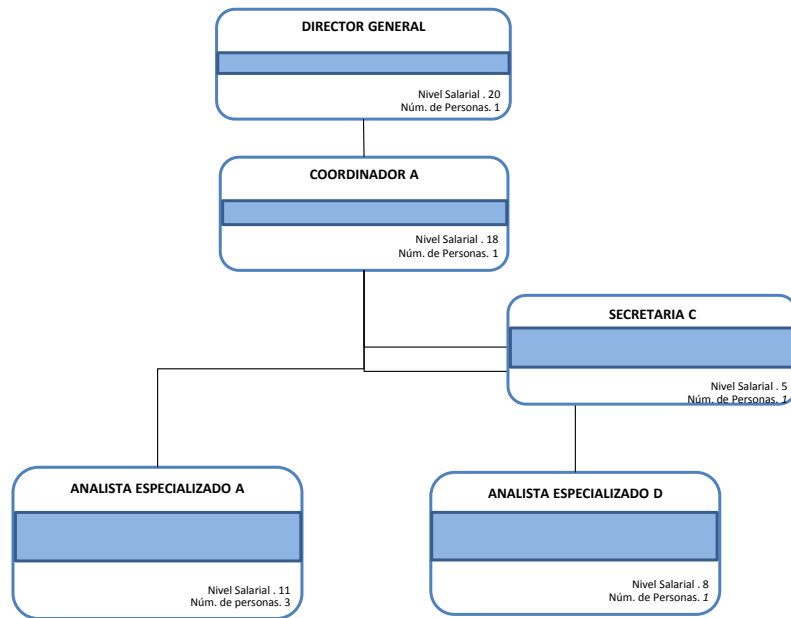 DIRECTOR GENERAL
Nivel Salarial . 20
Núm. de Personas. 1
COORDINADOR A
Nivel Salarial . 18
Núm. de Personas. 1
SECRETARIA C
Nivel Salarial . 5
Núm. de Personas. 1
ANALISTA ESPECIALIZADO A
Nivel Salarial . 11
Núm. de personas. 3
ANALISTA ESPECIALIZADO D
Nivel Salarial . 8
Núm. de Personas. 1